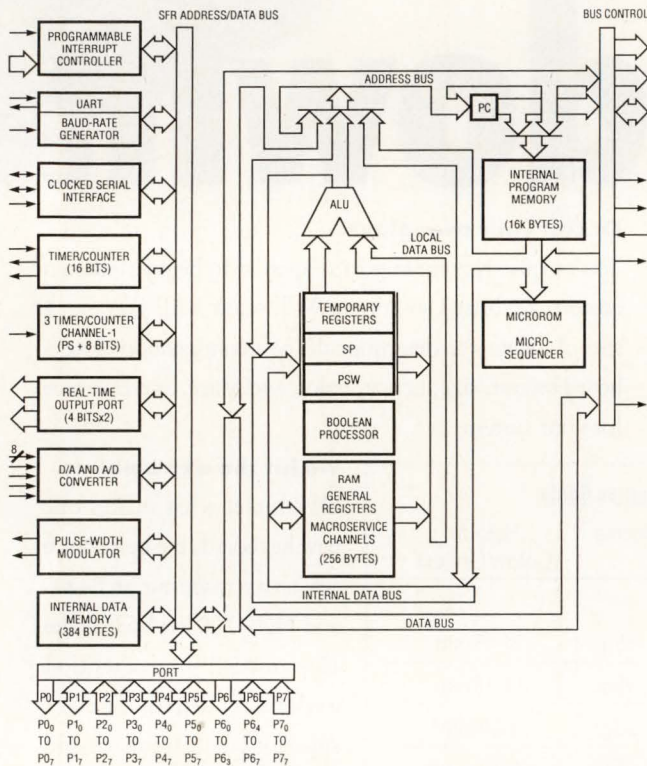 SFR ADDRESS/DATA BUS
BUS CONTROL
PROGRAMMABLE
INTERRUPT
CONTROLLER
UART
BAUD-RATE
GENERATOR
CLOCKED SERIAL
INTERFACE
TIMER/COUNTER
(16 BITS)
3 TIMER/COUNTER
CHANNEL-1
(PS + 8 BITS)
REAL-TIME
OUTPUT PORT
(4 BITSx2)
8
D/A AND A/D
CONVERTER
PULSE-WIDTH
MODULATOR
INTERNAL DATA
MEMORY
(384 BYTES)
ADDRESS BUS
PC
INTERNAL
PROGRAM
MEMORY
(16k BYTES)
ALU
LOCAL
DATA BUS
TEMPORARY
REGISTERS
SP
PSW
MICROROM
MICRO-
SEQUENCER
BOOLEAN
PROCESSOR
RAM
GENERAL
REGISTERS
MACROSERVICE
CHANNELS
(256 BYTES)
INTERNAL DATA BUS
DATA BUS
PORT
P0 P1 P2 P3 P4 P5 P6 P6 P7
P0₀ P1₀ P2₀ P3₀ P4₀ P5₀ P6₀ P6₄ P7₀
TO TO TO TO TO TO TO TO TO
P0₇ P1₇ P2₇ P3₇ P4₇ P5₇ P6₃ P6₇ P7₇